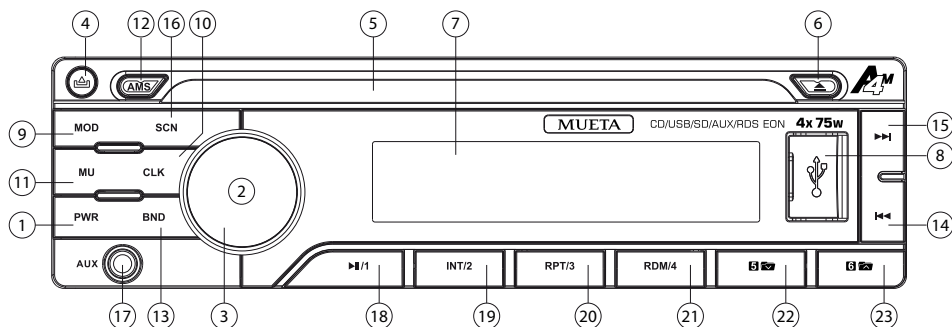 4 12 16 10 5 7 6
AMS A4M
9 MOD SCN MUETA CD/USB/SD/AUX/RDS EON 4x 75W 15
8
11 MU CLK 2
1 PWR BND 14
AUX ▶II/1 INT/2 RPT/3 RDM/4 5 6
17 13 3 18 19 20 21 22 23